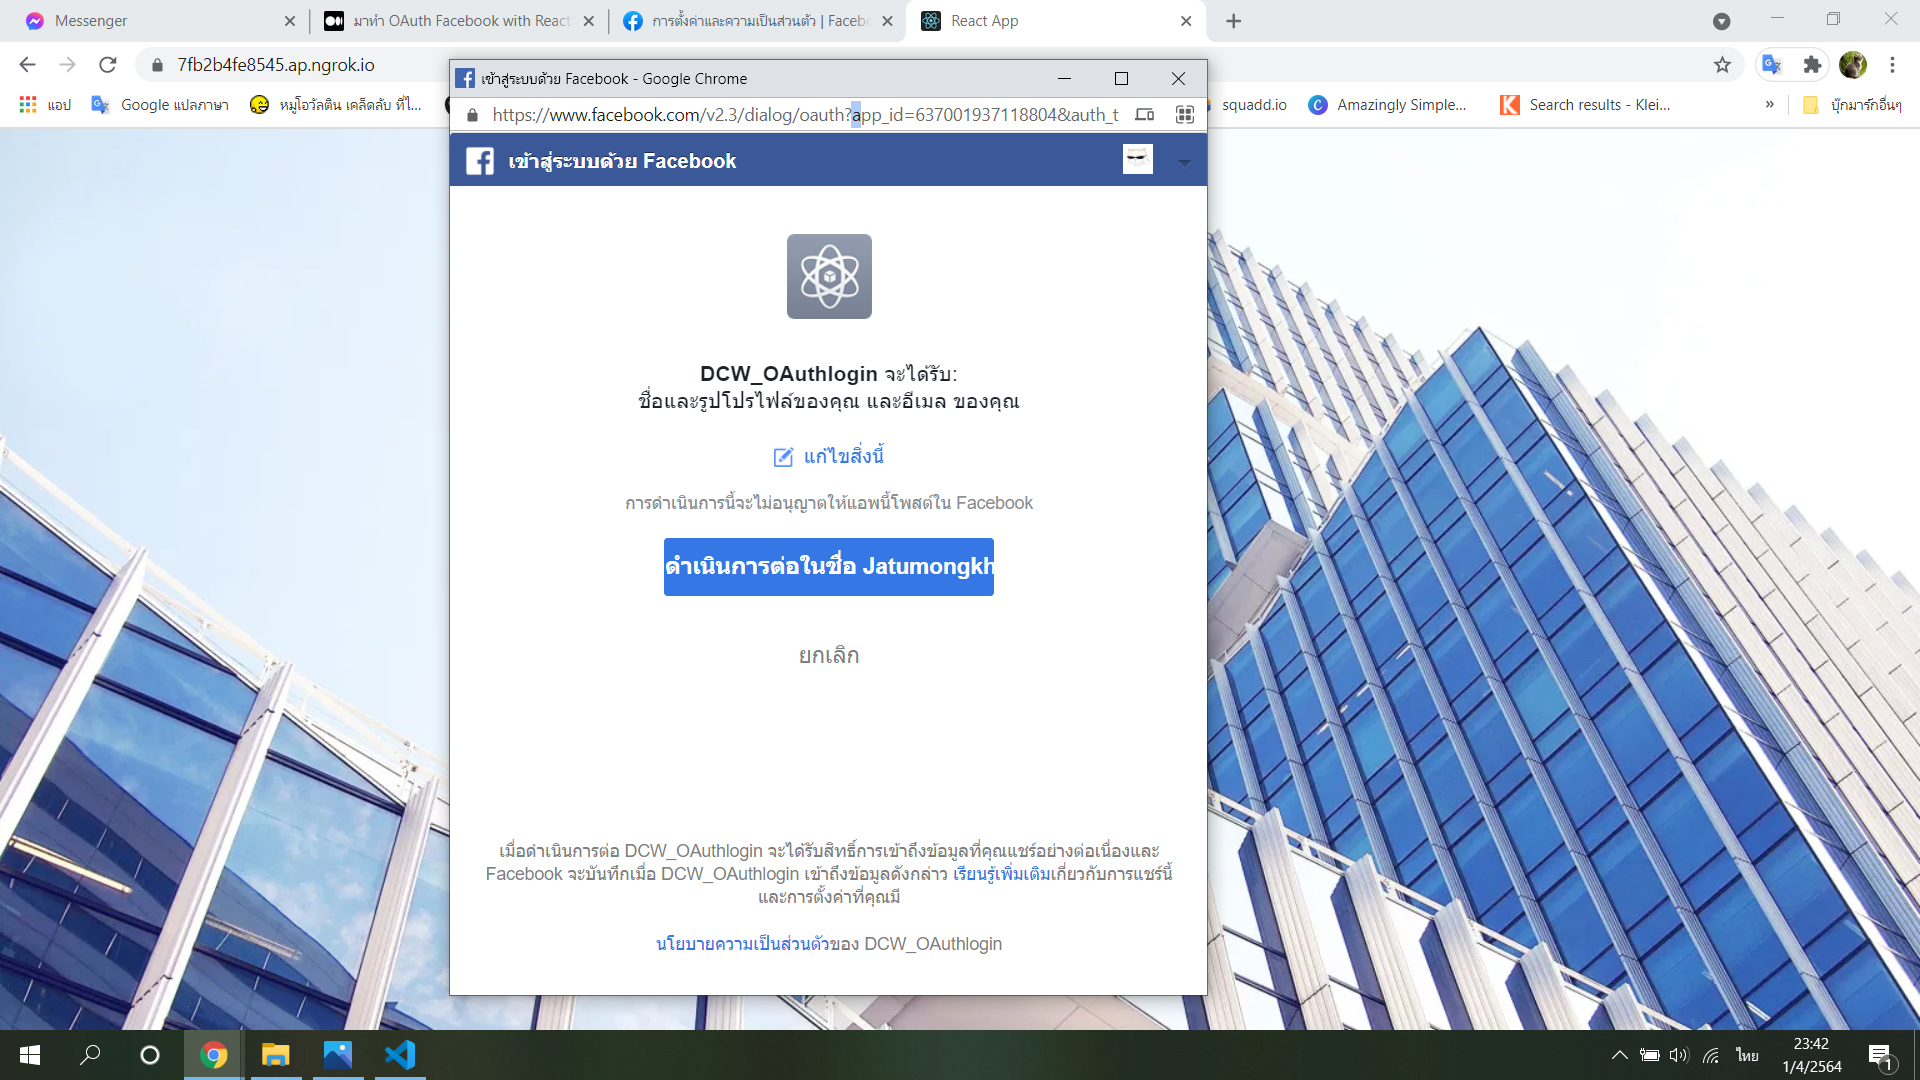 Messenger
มาทำ OAuth Facebook with React
การตั้งค่าและความเป็นส่วนตัว | Facebo
React App
7fb2b4fe8545.ap.ngrok.io
แอป
Google แปลภาษา
หมูโอวัลติน เคล็ดลับ ที่ไ...
squadd.io
Amazingly Simple...
Search results - Klei...
»
บุ๊กมาร์กอื่นๆ
เข้าสู่ระบบด้วย Facebook - Google Chrome
https://www.facebook.com/v2.3/dialog/oauth?app_id=637001937118804&auth_t
เข้าสู่ระบบด้วย Facebook
DCW_OAuthlogin จะได้รับ:
ชื่อและรูปโปรไฟล์ของคุณ และอีเมล ของคุณ
แก้ไขสิ่งนี้
การดำเนินการนี้จะไม่อนุญาตให้แอพนี้โพสต์ใน Facebook
ดำเนินการต่อในชื่อ Jatumongkh
ยกเลิก
เมื่อดำเนินการต่อ DCW_OAuthlogin จะได้รับสิทธิ์การเข้าถึงข้อมูลที่คุณแชร์อย่างต่อเนื่องและ
Facebook จะบันทึกเมื่อ DCW_OAuthlogin เข้าถึงข้อมูลดังกล่าว เรียนรู้เพิ่มเติมเกี่ยวกับการแชร์นี้
และการตั้งค่าที่คุณมี
นโยบายความเป็นส่วนตัวของ DCW_OAuthlogin
ไทย
23:42
1/4/2564
1